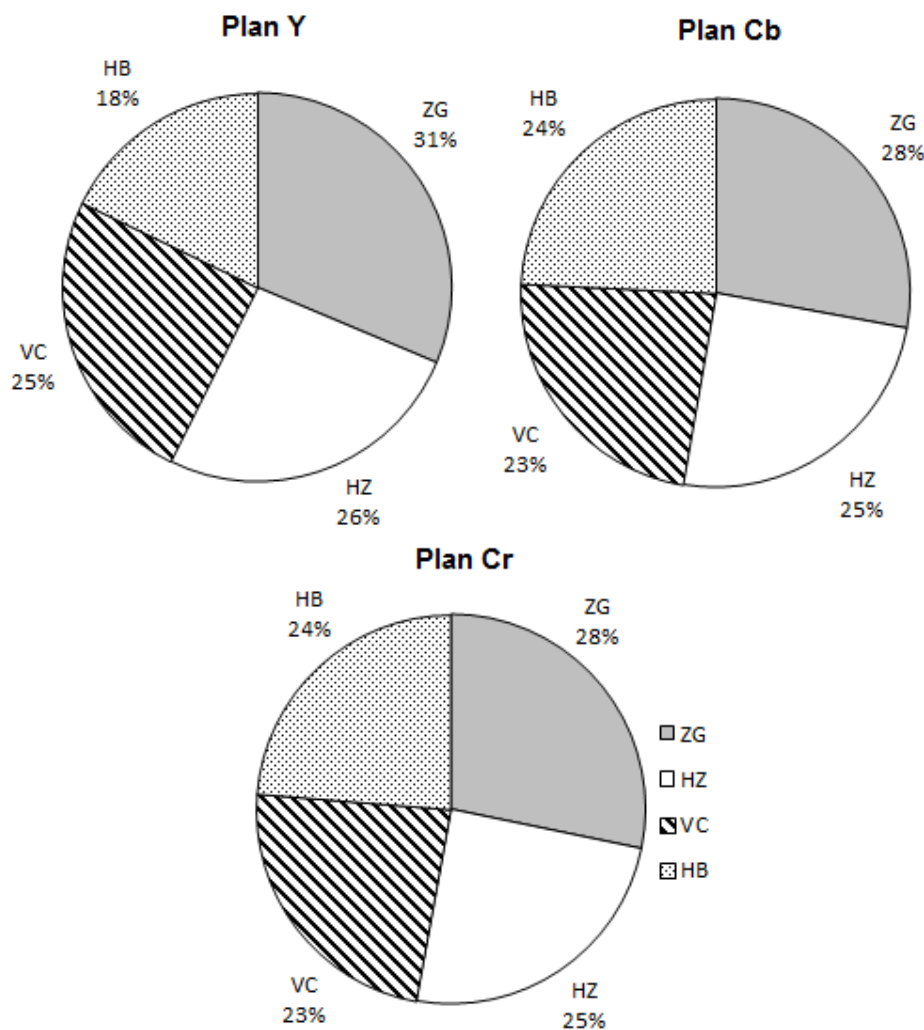 Plan Y
HB
18%
ZG
31%
VC
25%
HZ
26%
Plan Cb
HB
24%
ZG
28%
VC
23%
HZ
25%
Plan Cr
HB
24%
ZG
28%
VC
23%
HZ
25%
ZG
HZ
VC
HB